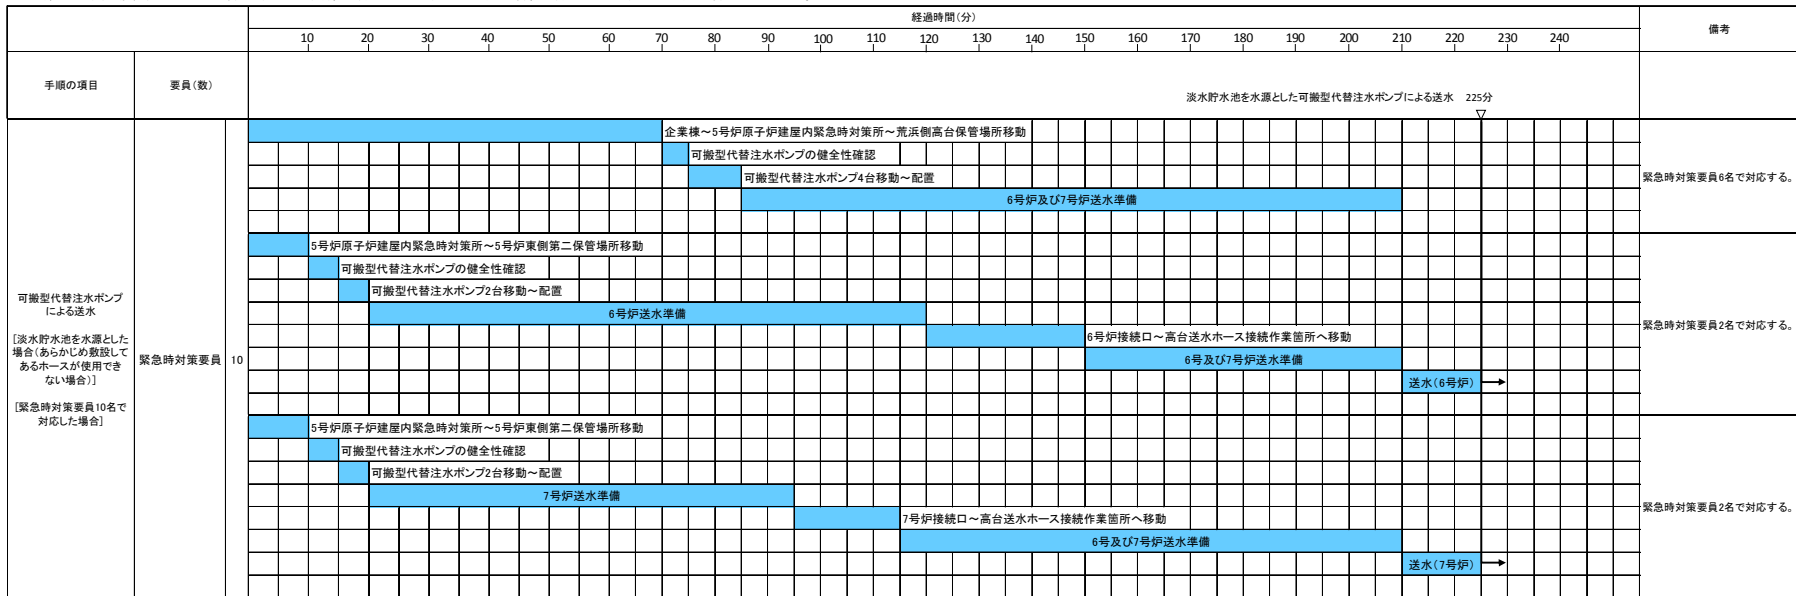 経過時間(分)
備考
10 20 30 40 50 60 70 80 90 100 110 120 130 140 150 160 170 180 190 200 210 220 230 240
手順の項目
要員(数)
淡水貯水池を水源とした可搬型代替注水ポンプによる送水 225分
▽
企業棟~5号炉原子炉建屋内緊急時対策所~荒浜側高台保管場所移動
可搬型代替注水ポンプの健全性確認
可搬型代替注水ポンプ4台移動~配置
緊急時対策要員6名で対応する。
6号炉及び7号炉送水準備
5号炉原子炉建屋内緊急時対策所~5号炉東側第二保管場所移動
可搬型代替注水ポンプの健全性確認
可搬型代替注水ポンプ2台移動~配置
6号炉送水準備
緊急時対策要員2名で対応する。
6号炉接続口~高台送水ホース接続作業箇所へ移動
6号及び7号炉送水準備
送水(6号炉)
可搬型代替注水ポンプ
による送水
[淡水貯水池を水源とした
場合(あらかじめ敷設して
あるホースが使用でき
ない場合)]
[緊急時対策要員10名で
対応した場合]
緊急時対策要員
10
5号炉原子炉建屋内緊急時対策所~5号炉東側第二保管場所移動
可搬型代替注水ポンプの健全性確認
可搬型代替注水ポンプ2台移動~配置
7号炉送水準備
緊急時対策要員2名で対応する。
7号炉接続口~高台送水ホース接続作業箇所へ移動
6号及び7号炉送水準備
送水(7号炉)